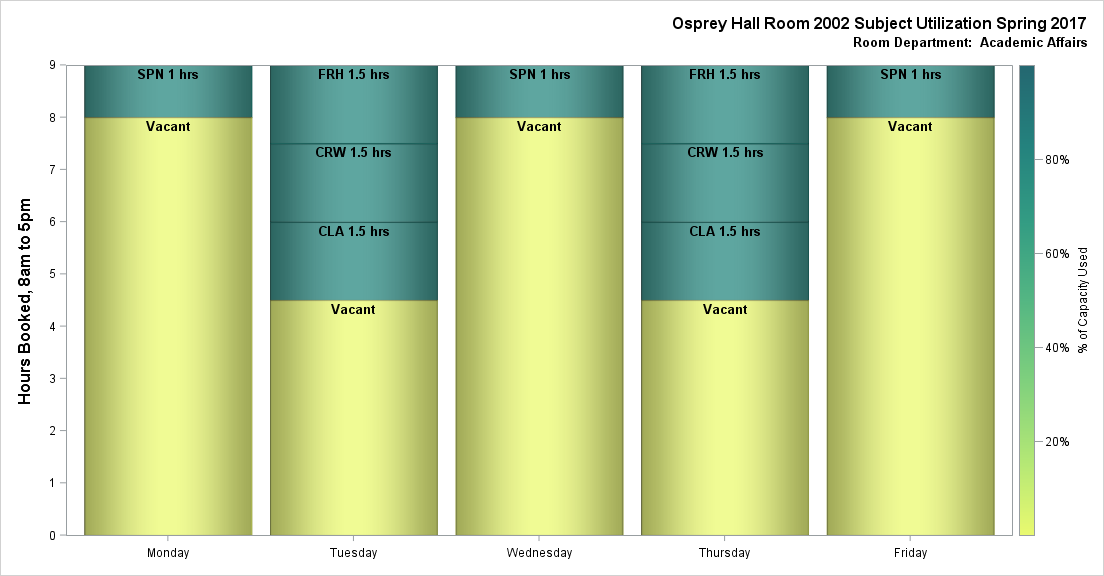 Osprey Hall Room 2002 Subject Utilization Spring 2017
Room Department:  Academic Affairs
Hours Booked, 8am to 5pm
9
8
7
6
5
4
3
2
1
0
SPN 1 hrs
Vacant
FRH 1.5 hrs
CRW 1.5 hrs
CLA 1.5 hrs
Vacant
SPN 1 hrs
Vacant
FRH 1.5 hrs
CRW 1.5 hrs
CLA 1.5 hrs
Vacant
SPN 1 hrs
Vacant
Monday
Tuesday
Wednesday
Thursday
Friday
80%
60%
40%
20%
% of Capacity Used